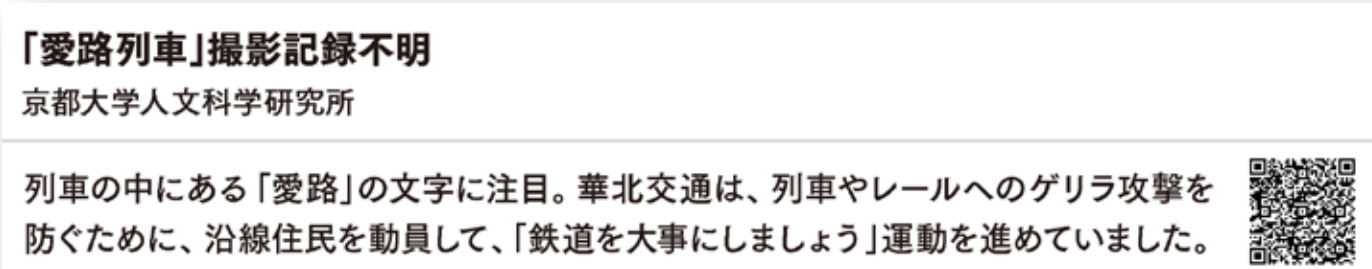 「愛路列車」撮影記録不明
京都大学人文科学研究所
列車の中にある「愛路」の文字に注目。華北交通は、列車やレールへのゲリラ攻撃を
防ぐために、沿線住民を動員して、「鉄道を大事にしましょう」運動を進めていました。